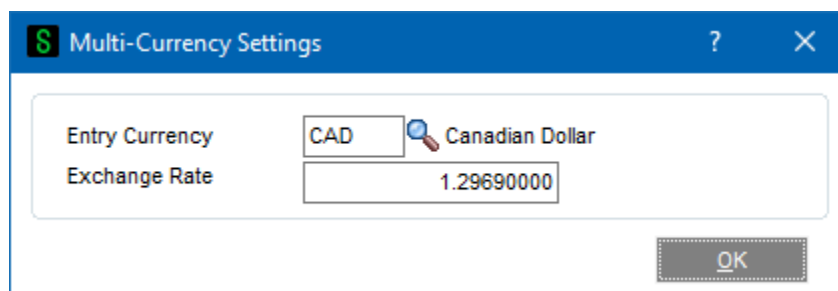 S Multi-Currency Settings ? ×
Entry Currency CAD Canadian Dollar
Exchange Rate 1.29690000
OK